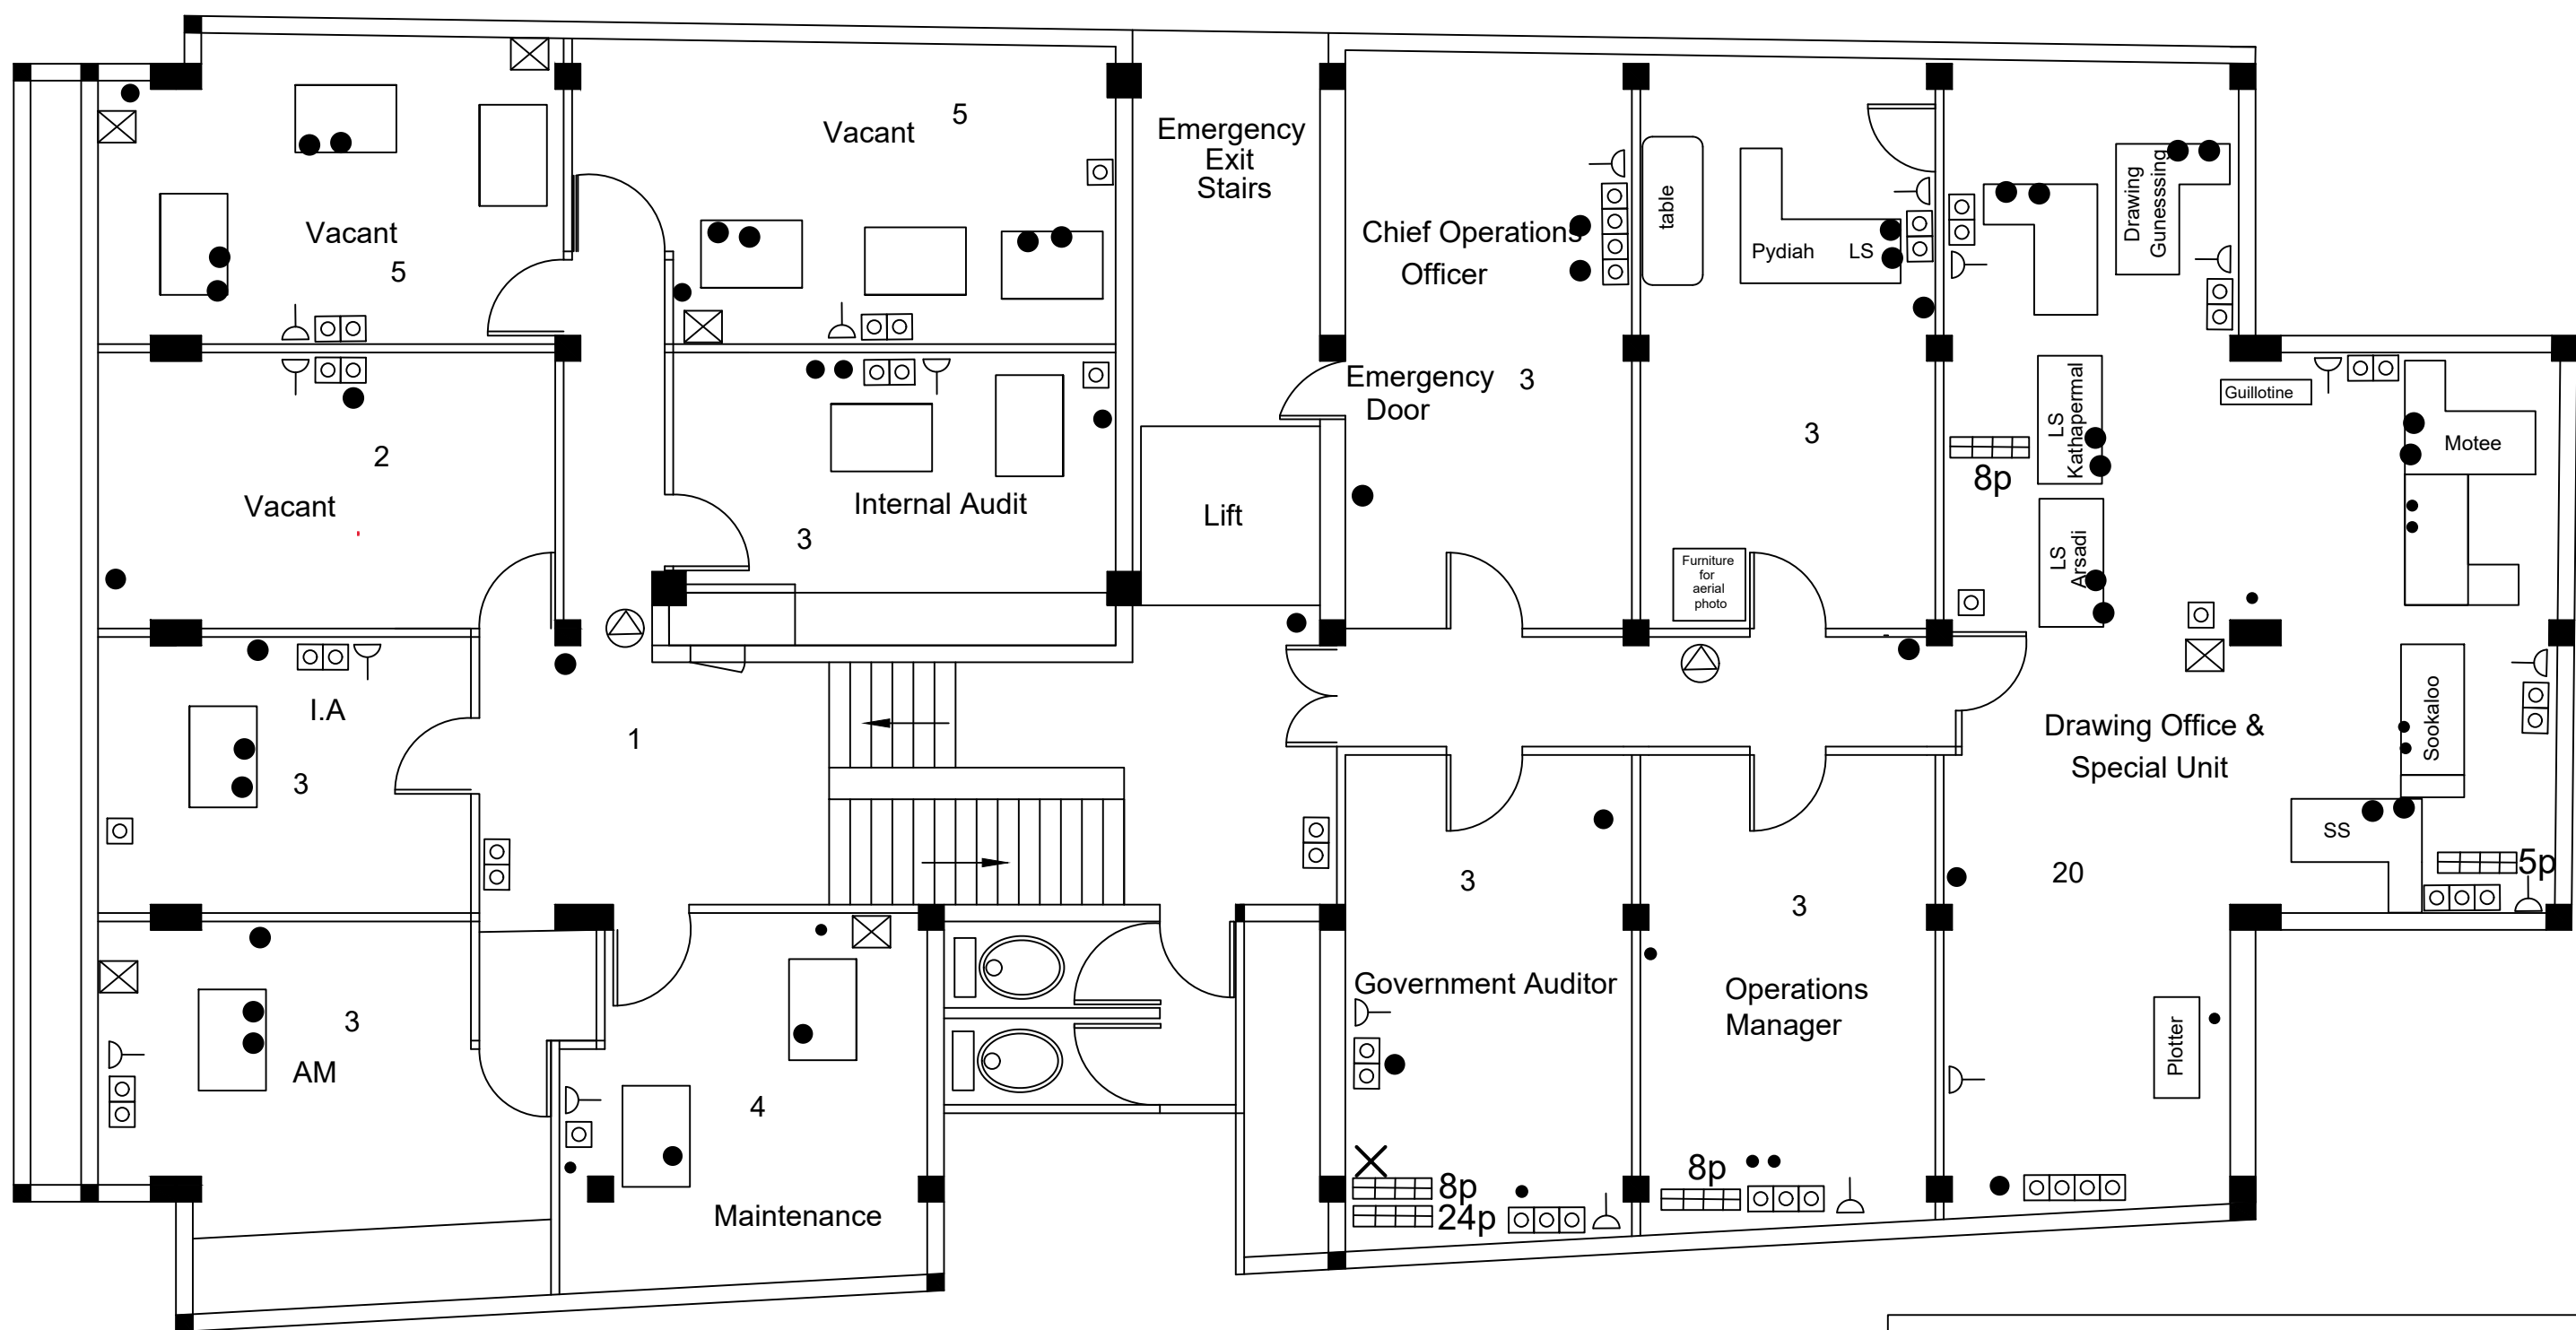 Vacant
5
Vacant
5
Emergency
Exit
Stairs
Chief Operations
Officer
table
Pydiah
LS
Drawing
Gunesssing
Emergency
Door
3
3
8p
LS
Kathapermal
LS
Arsadi
Guillotine
Motee
2
Vacant
Internal Audit
3
Lift
Furniture
for
aerial
photo
I.A
3
1
Drawing Office &
Special Unit
Sookaloo
SS
5p
20
3
3
Government Auditor
Operations
Manager
Plotter
3
AM
4
Maintenance
8p
24p
8p